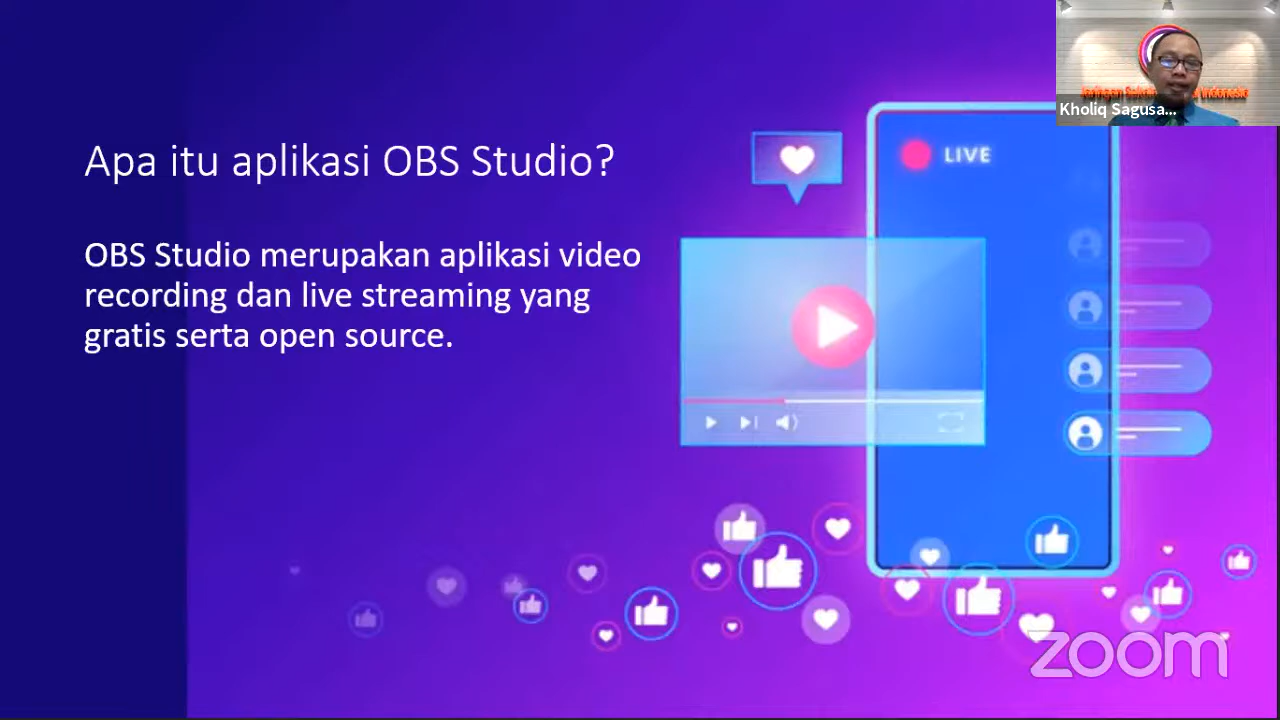 Apa itu aplikasi OBS Studio?
OBS Studio merupakan aplikasi video
recording dan live streaming yang
gratis serta open source.
LIVE
Kholiq Sagusa...
zoom